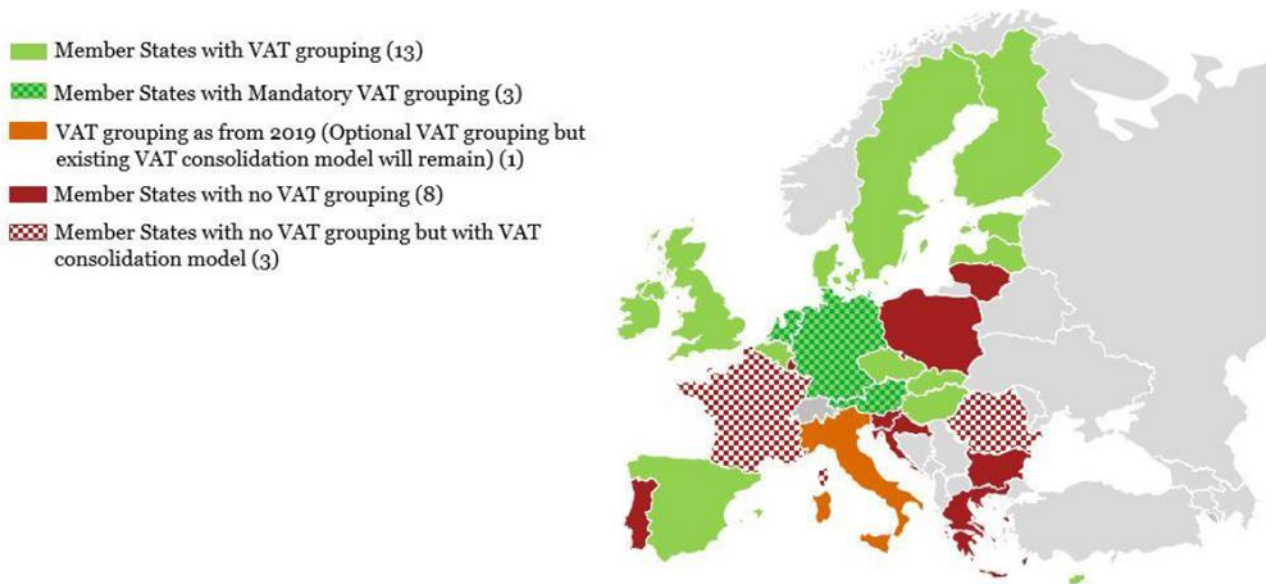 Member States with VAT grouping (13)
Member States with Mandatory VAT grouping (3)
VAT grouping as from 2019 (Optional VAT grouping but
existing VAT consolidation model will remain) (1)
Member States with no VAT grouping (8)
Member States with no VAT grouping but with VAT
consolidation model (3)